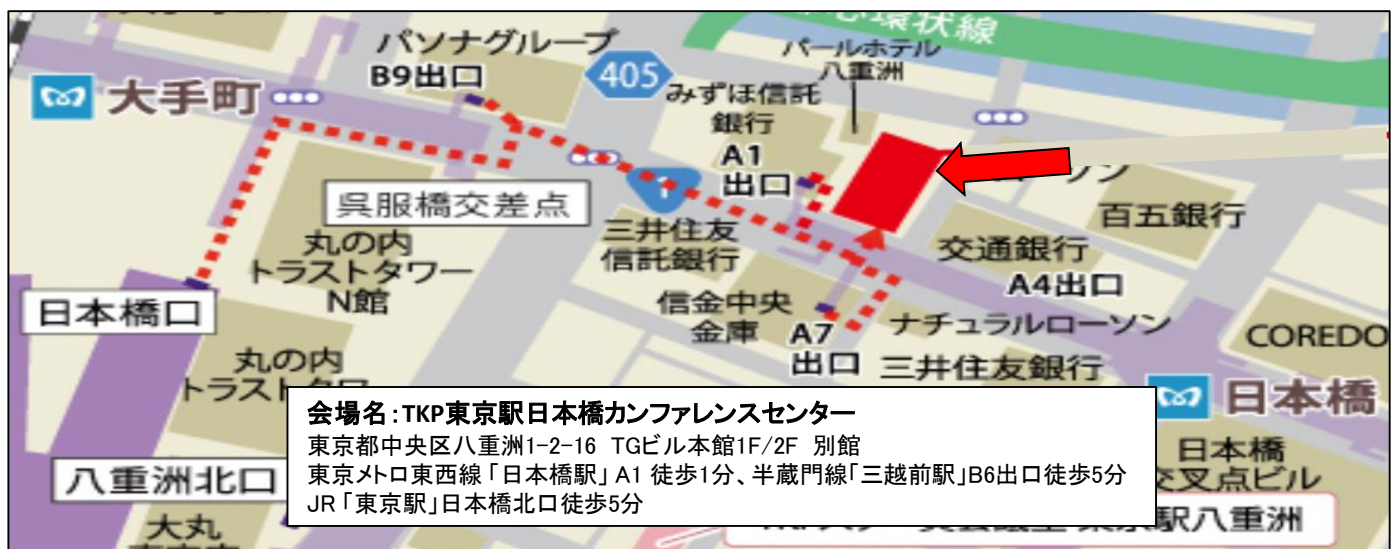 環状線
パソナグループ
B9出口
405
パールホテル
八重洲
みずほ信託
銀行
大手町
A1
出口
1
呉服橋交差点
三井住友
信託銀行
百五銀行
交通銀行
A4出口
丸の内
トラストタワー
N館
日本橋口
信金中央
金庫
A7
出口
ナチュラルローソン
COREDO
三井住友銀行
丸の内
日本橋
会場名：TKP東京駅日本橋カンファレンスセンター
東京都中央区八重洲1-2-16 TGビル本館1F/2F 別館
東京メトロ東西線「日本橋駅」A1 徒歩1分、半蔵門線「三越前駅」B6出口徒歩5分
JR「東京駅」日本橋北口徒歩5分
八重洲北口
日本橋
交叉点ビル
大丸
駅八重洲